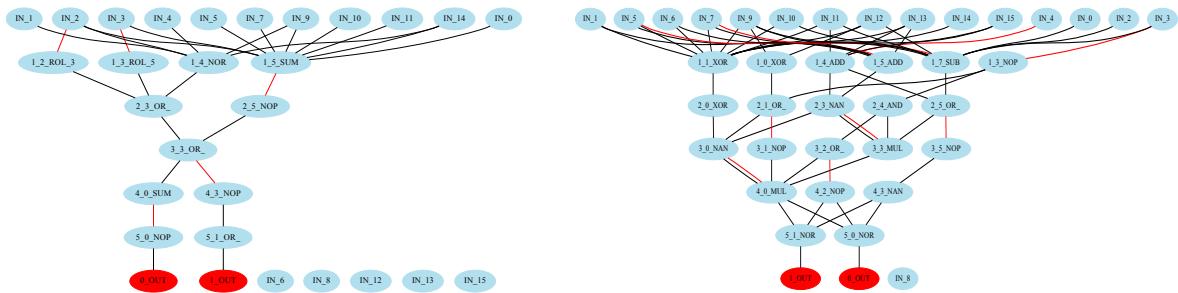 IN_1 IN_2 IN_3 IN_4 IN_5 IN_7 IN_9 IN_10 IN_11 IN_14 IN_0
1_2_ROL_3 1_3_ROL_5 1_4_NOR 1_5_SUM
2_3_OR_ 2_5_NOP
3_3_OR_
4_0_SUM 4_3_NOP
5_0_NOP 5_1_OR_
0_OUT 1_OUT IN_6 IN_8 IN_12 IN_13 IN_15
IN_1 IN_5 IN_6 IN_7 IN_9 IN_10 IN_11 IN_12 IN_13 IN_14 IN_15 IN_4 IN_0 IN_2 IN_3
1_1_XOR 1_0_XOR 1_4_ADD 1_5_ADD 1_7_SUB 1_3_NOP
2_0_XOR 2_1_OR_ 2_3_NAN 2_4_AND 2_5_OR_
3_0_NAN 3_1_NOP 3_2_OR_ 3_3_MUL 3_5_NOP
4_0_MUL 4_2_NOP 4_3_NAN
5_1_NOR 5_0_NOR
1_OUT 0_OUT IN_8